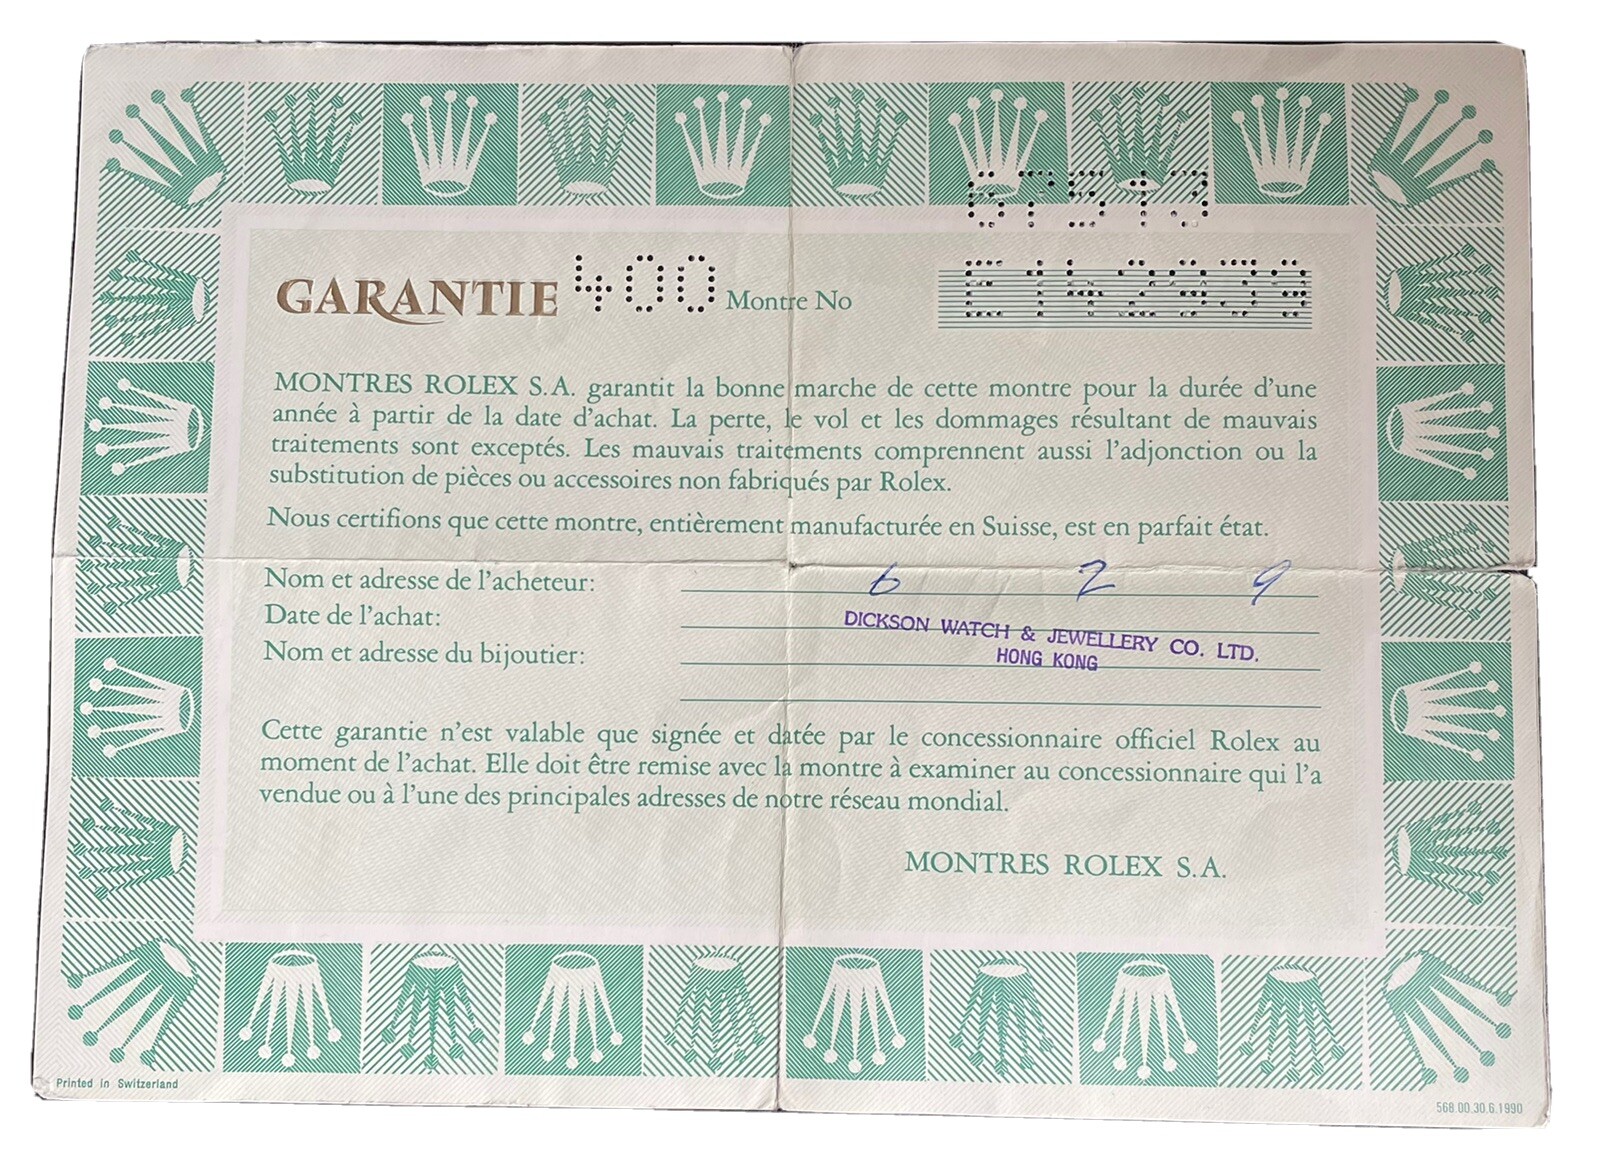 67513
GARANTIE 400 Montre No E142933
MONTRES ROLEX S.A. garantit la bonne marche de cette montre pour la durée d'une
année à partir de la date d'achat. La perte, le vol et les dommages résultant de mauvais
traitements sont exceptés. Les mauvais traitements comprennent aussi l'adjonction ou la
substitution de pièces ou accessoires non fabriqués par Rolex.
Nous certifions que cette montre, entièrement manufacturée en Suisse, est en parfait état.
Nom et adresse de l'acheteur: 6 2 9
Date de l'achat: DICKSON WATCH & JEWELLERY CO. LTD.
Nom et adresse du bijoutier: HONG KONG
Cette garantie n'est valable que signée et datée par le concessionnaire officiel Rolex au
moment de l'achat. Elle doit être remise avec la montre à examiner au concessionnaire qui l'a
vendue ou à l'une des principales adresses de notre réseau mondial.
MONTRES ROLEX S.A.
Printed in Switzerland
568.00.30.6.1990